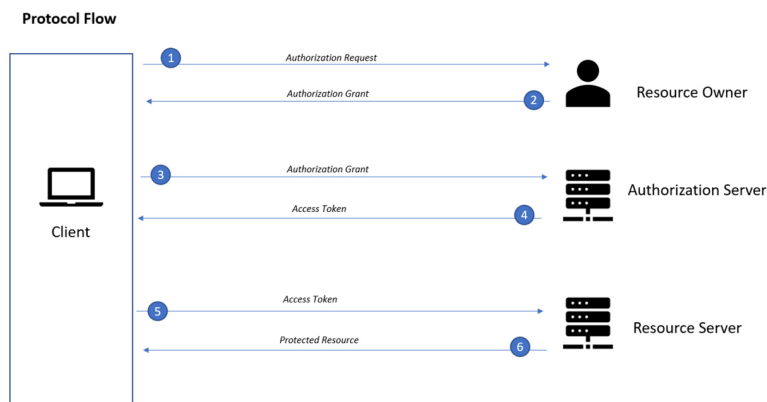 Protocol Flow
1
Authorization Request
Authorization Grant
2
Resource Owner
3
Authorization Grant
Authorization Server
Access Token
4
Client
5
Access Token
Resource Server
Protected Resource
6